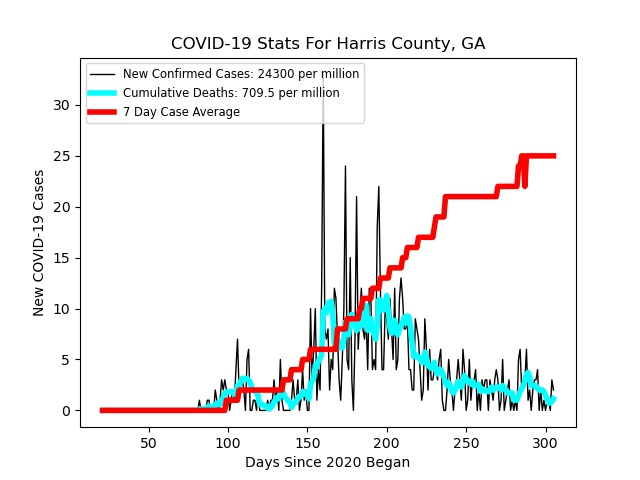 COVID-19 Stats For Harris County, GA
New Confirmed Cases: 24300 per million
Cumulative Deaths: 709.5 per million
7 Day Case Average
New COVID-19 Cases
30
25
20
15
10
5
0
50 100 150 200 250 300
Days Since 2020 Began